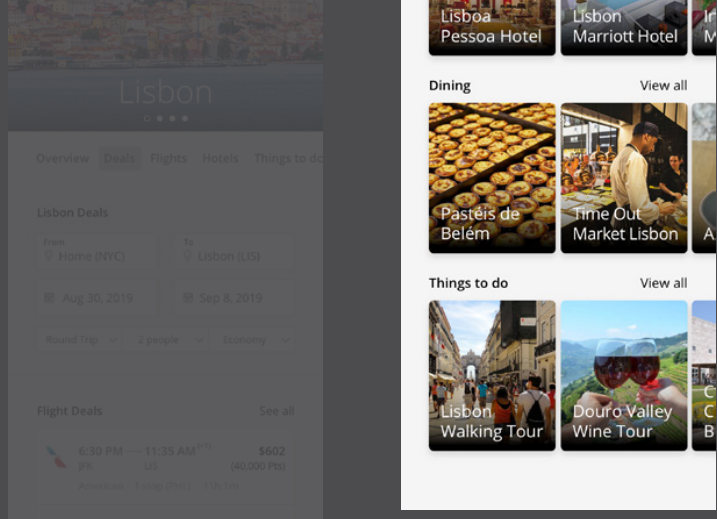 Lisbon
Overview Deals Flights Hotels Things to do
Lisbon Deals
From
Home (NYC)
To
Lisbon (LIS)
Aug 30, 2019
Sep 8, 2019
Round Trip
2 people
Economy
Flight Deals
See all
6:30 PM — 11:35 AM
$602
JFK
LIS
(40,000 Pts)
American
Lisboa
Pessoa Hotel
Lisbon
Marriott Hotel
Dining
View all
Pastéis de
Belém
Time Out
Market Lisbon
A
Things to do
View all
Lisbon
Walking Tour
Douro Valley
Wine Tour
C
C
B